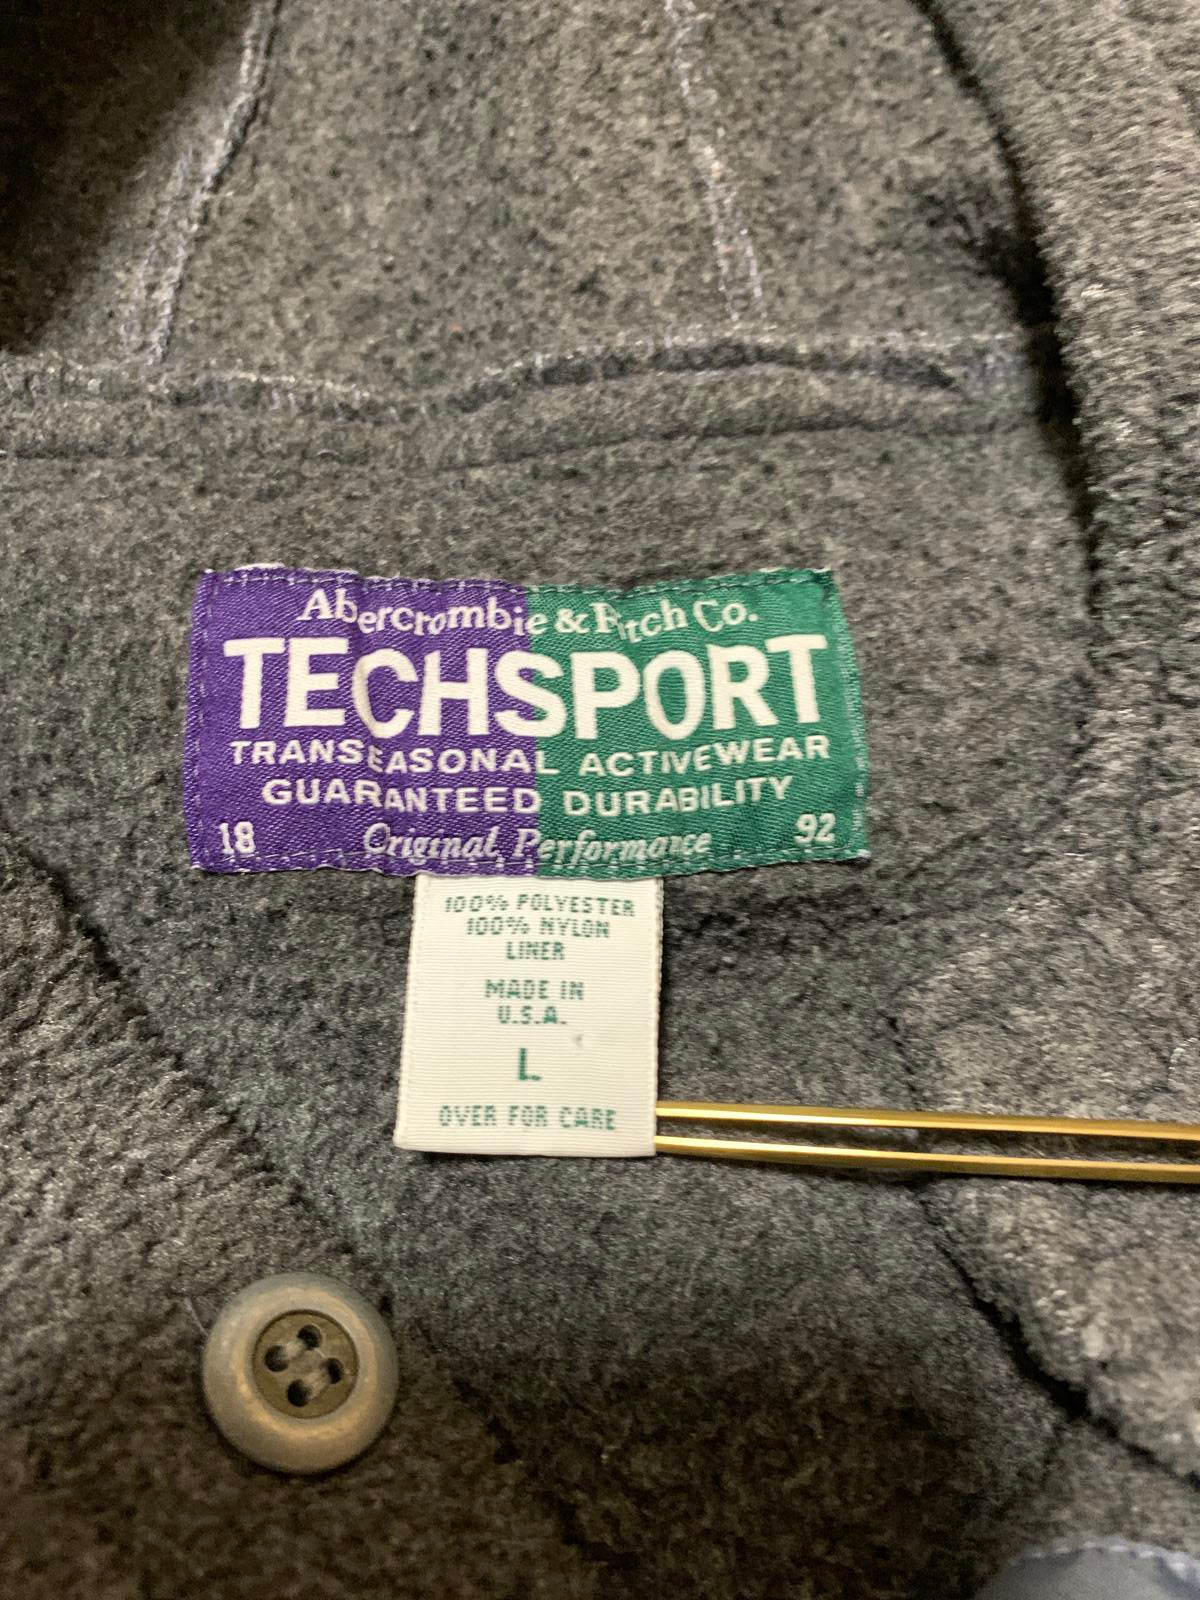 Abercrombie & Fitch Co.
TECHSPORT
TRANSEASONAL ACTIVEWEAR
GUARANTEED DURABILITY
18 Original Performance 92
100% POLYESTER
100% NYLON
LINER
MADE IN
U.S.A.
L
OVER FOR CARE